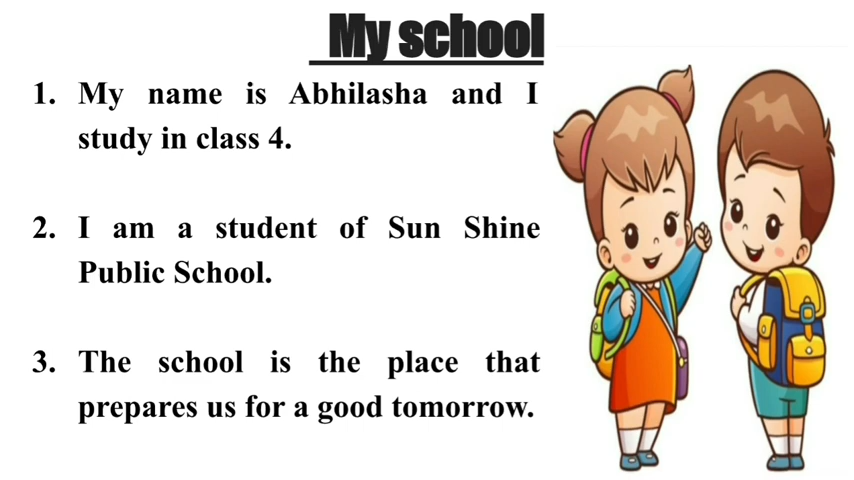 My school
1. My name is Abhilasha and I
study in class 4.
2. I am a student of Sun Shine
Public School.
3. The school is the place that
prepares us for a good tomorrow.